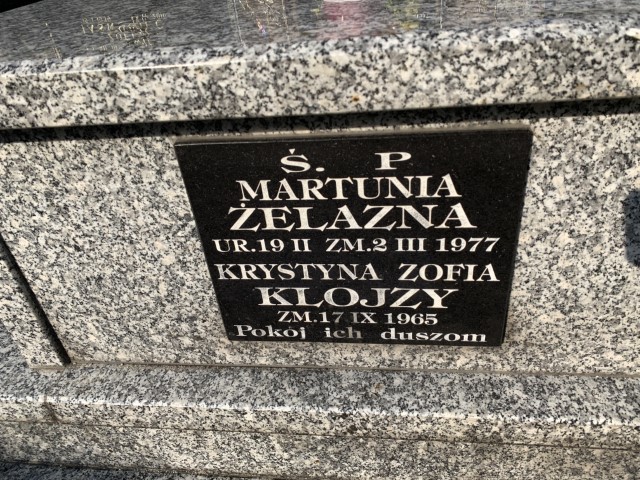 Ś. P
MARTUNIA
ŻELAZNA
UR.19 II ZM.2 III 1977
KRYSTYNA ZOFIA
KLOJZY
ZM.17 IX 1965
Pokój ich duszom